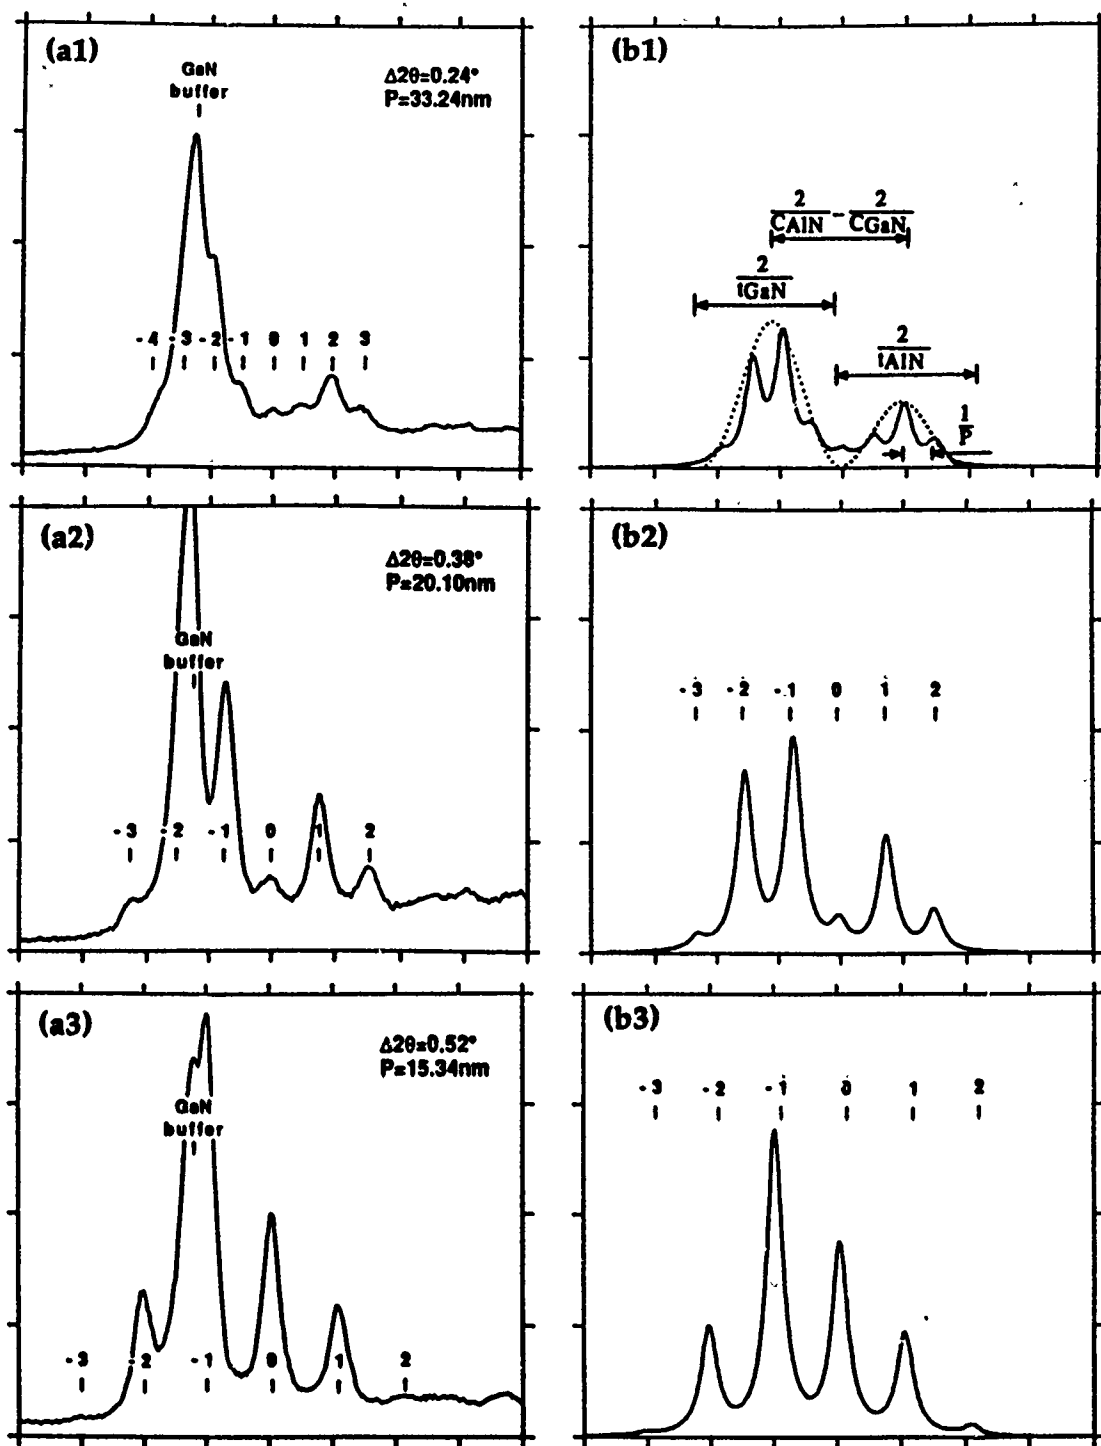 (a1)
GaN
buffer
Δ2θ=0.24°
P=33.24nm
-4 -3 -2 -1 0 1 2 3
(b1)
2/CAlN - 2/CGaN
2/tGaN
2/tAlN
1/P
(a2)
Δ2θ=0.38°
P=20.10nm
GaN
buffer
-3 -2 -1 0 1 2
(b2)
-3 -2 -1 0 1 2
(a3)
Δ2θ=0.52°
P=15.34nm
GaN
buffer
-3 -2 -1 0 1 2
(b3)
-3 -2 -1 0 1 2